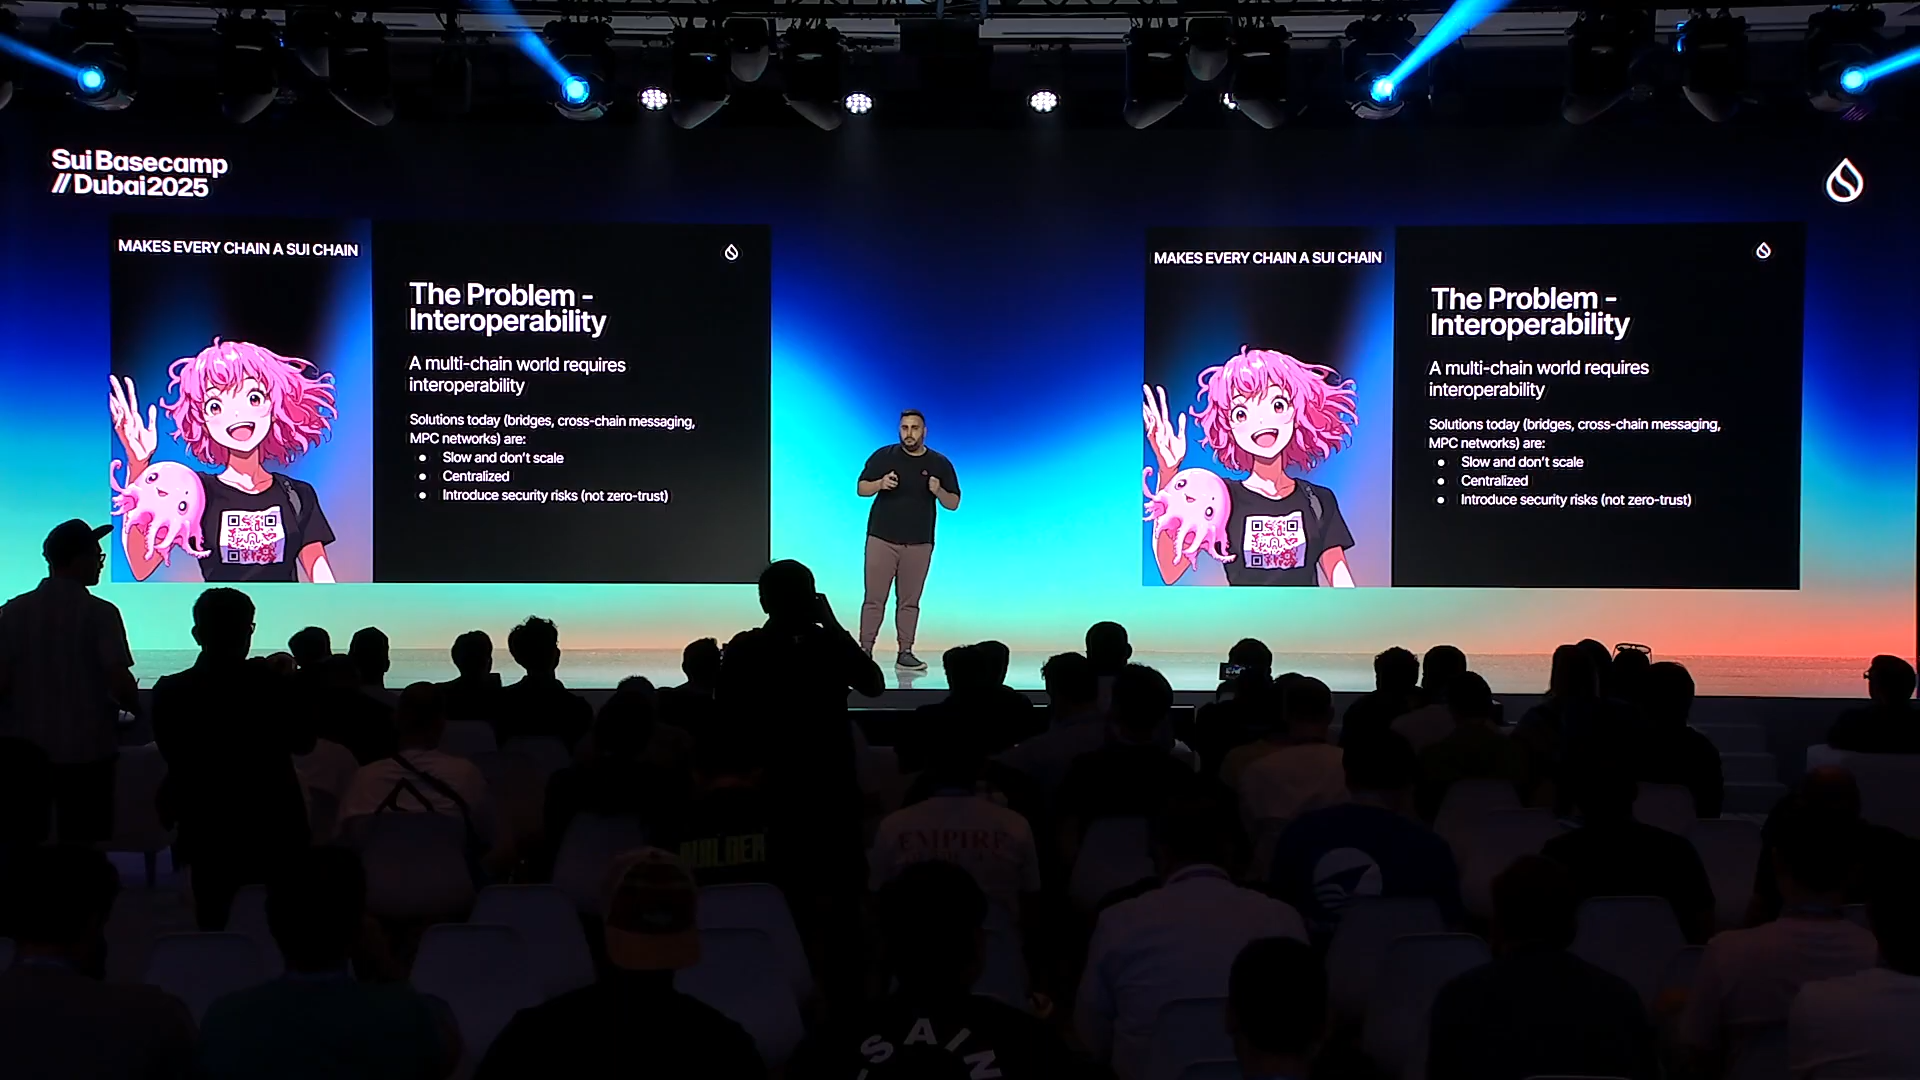 Sui Basecamp
// Dubai 2025
MAKES EVERY CHAIN A SUI CHAIN
The Problem -
Interoperability
A multi-chain world requires
interoperability
Solutions today (bridges, cross-chain messaging,
MPC networks) are:
● Slow and don't scale
● Centralized
● Introduce security risks (not zero-trust)
MAKES EVERY CHAIN A SUI CHAIN
The Problem -
Interoperability
A multi-chain world requires
interoperability
Solutions today (bridges, cross-chain messaging,
MPC networks) are:
● Slow and don't scale
● Centralized
● Introduce security risks (not zero-trust)
BUILDER
EMPIRE
SAIN